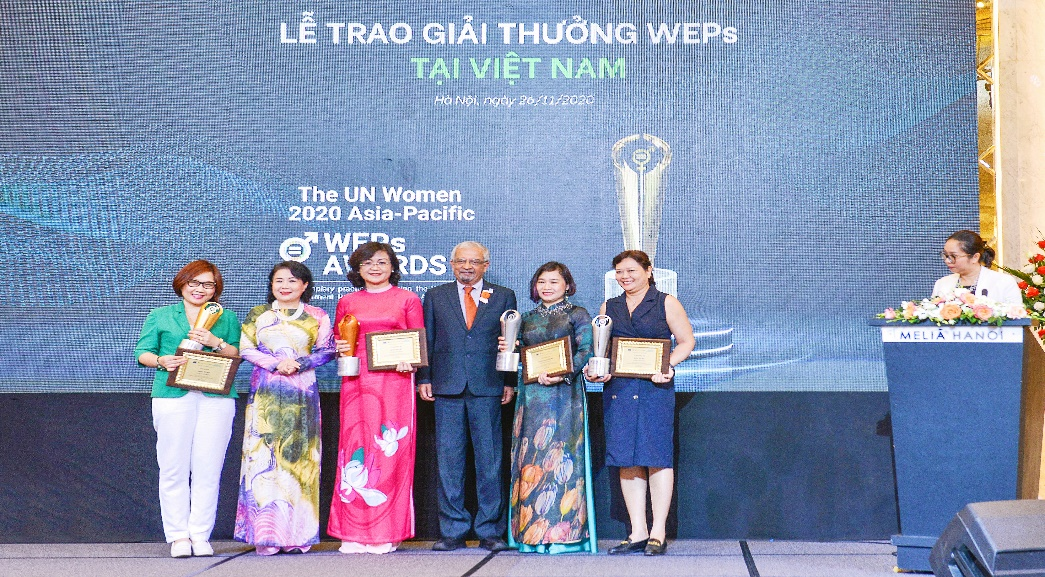 LỄ TRAO GIẢI THƯỞNG WEPs
TẠI VIỆT NAM
Hà Nội, ngày 26/11/2020
The UN Women
2020 Asia-Pacific
WEPs
AWARDS
MELIÃ HANOI